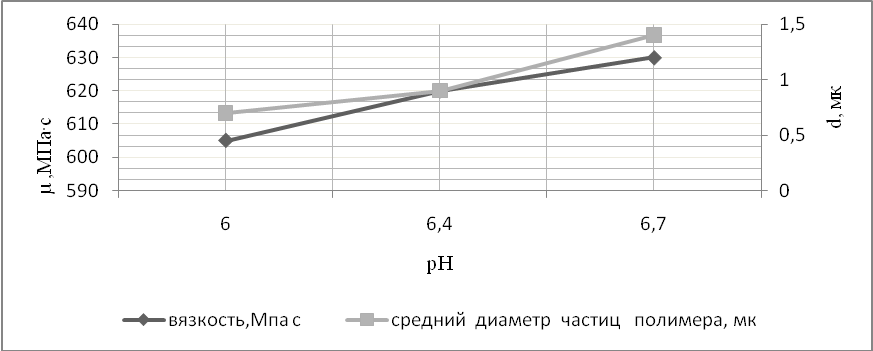 640
630
620
610
600
590
μ ,МПа·с
1,5
1
0,5
0
d, мк
6
6,4
6,7
pH
вязкость,Мпа с
средний диаметр частиц полимера, мк